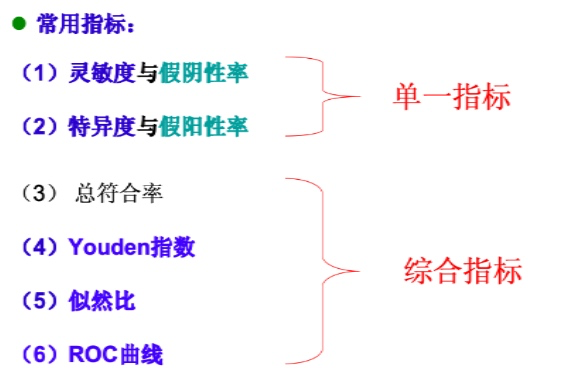 ● 常用指标：
（1）灵敏度与假阴性率
单一指标
（2）特异度与假阳性率
（3） 总符合率
（4）Youden指数
综合指标
（5）似然比
（6）ROC曲线